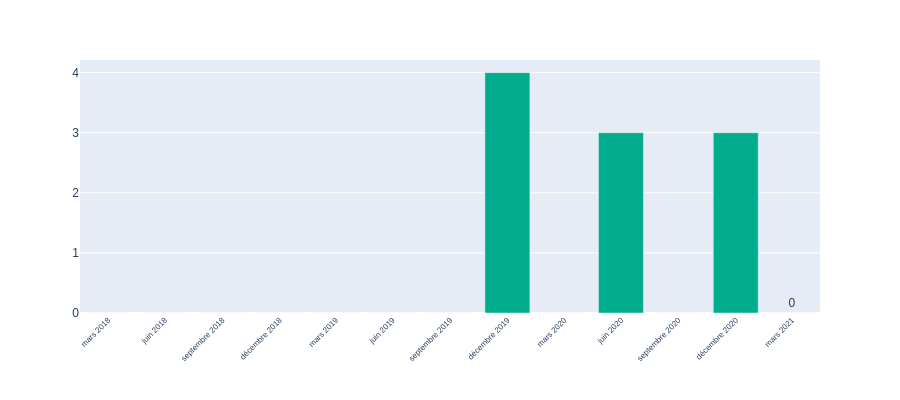 4
3
2
1
0
0
mars 2018
juin 2018
septembre 2018
décembre 2018
mars 2019
juin 2019
septembre 2019
décembre 2019
mars 2020
juin 2020
septembre 2020
décembre 2020
mars 2021